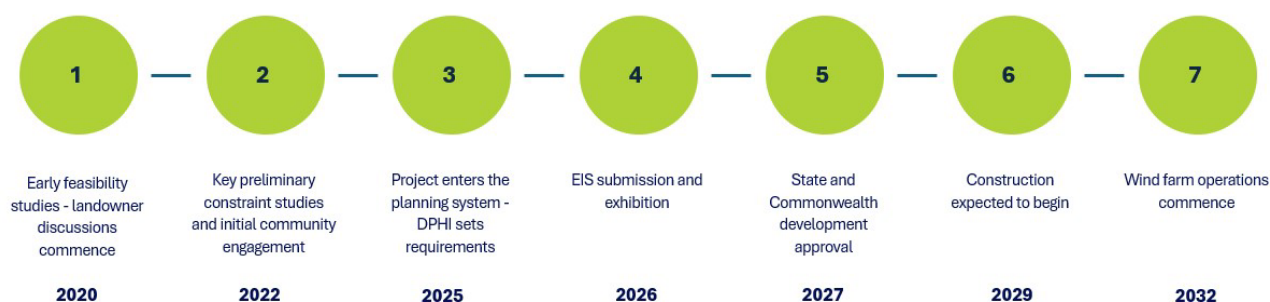 1
2
3
4
5
6
7
Early feasibility
studies - landowner
discussions
commence
2020
Key preliminary
constraint studies
and initial community
engagement
2022
Project enters the
planning system -
DPHI sets
requirements
2025
EIS submission and
exhibition
2026
State and
Commonwealth
development
approval
2027
Construction
expected to begin
2029
Wind farm operations
commence
2032